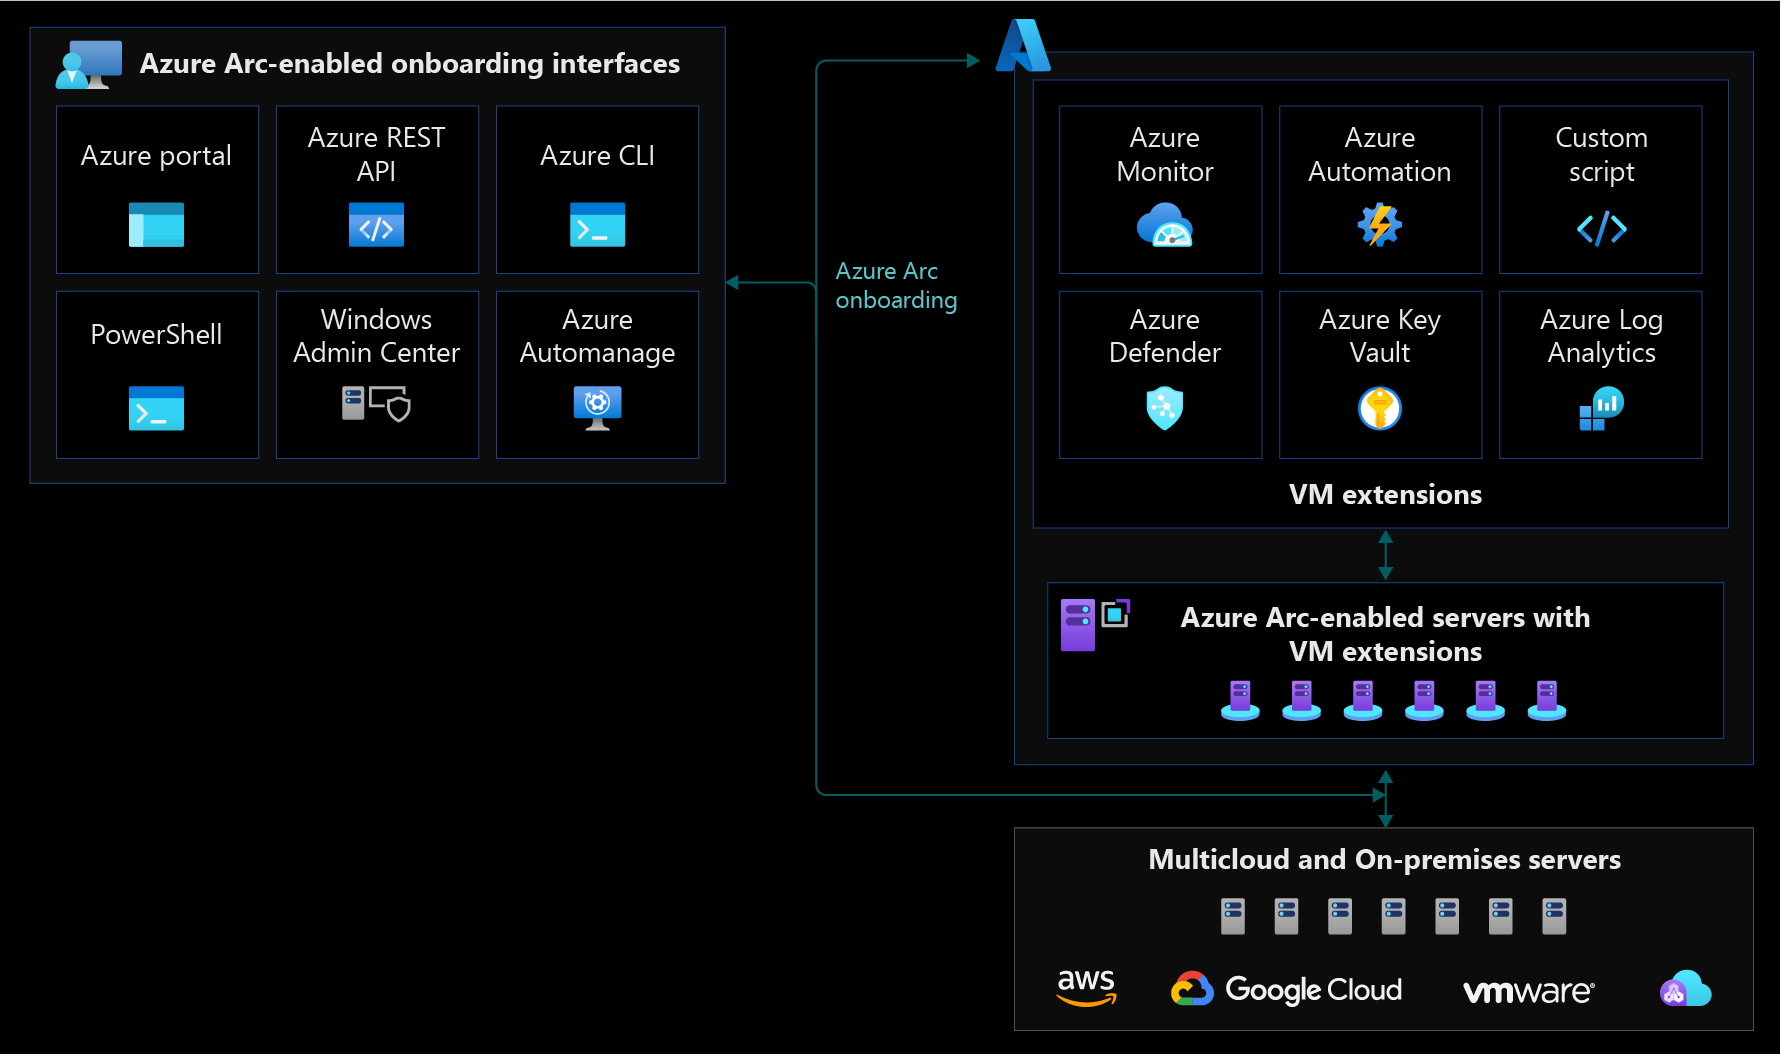 Azure Arc-enabled onboarding interfaces
Azure portal
Azure REST
API
Azure CLI
PowerShell
Windows
Admin Center
Azure
Automanage
Azure Arc
onboarding
Azure
Monitor
Azure
Automation
Custom
script
Azure
Defender
Azure Key
Vault
Azure Log
Analytics
VM extensions
Azure Arc-enabled servers with
VM extensions
Multicloud and On-premises servers
aws
Google Cloud
vmware®